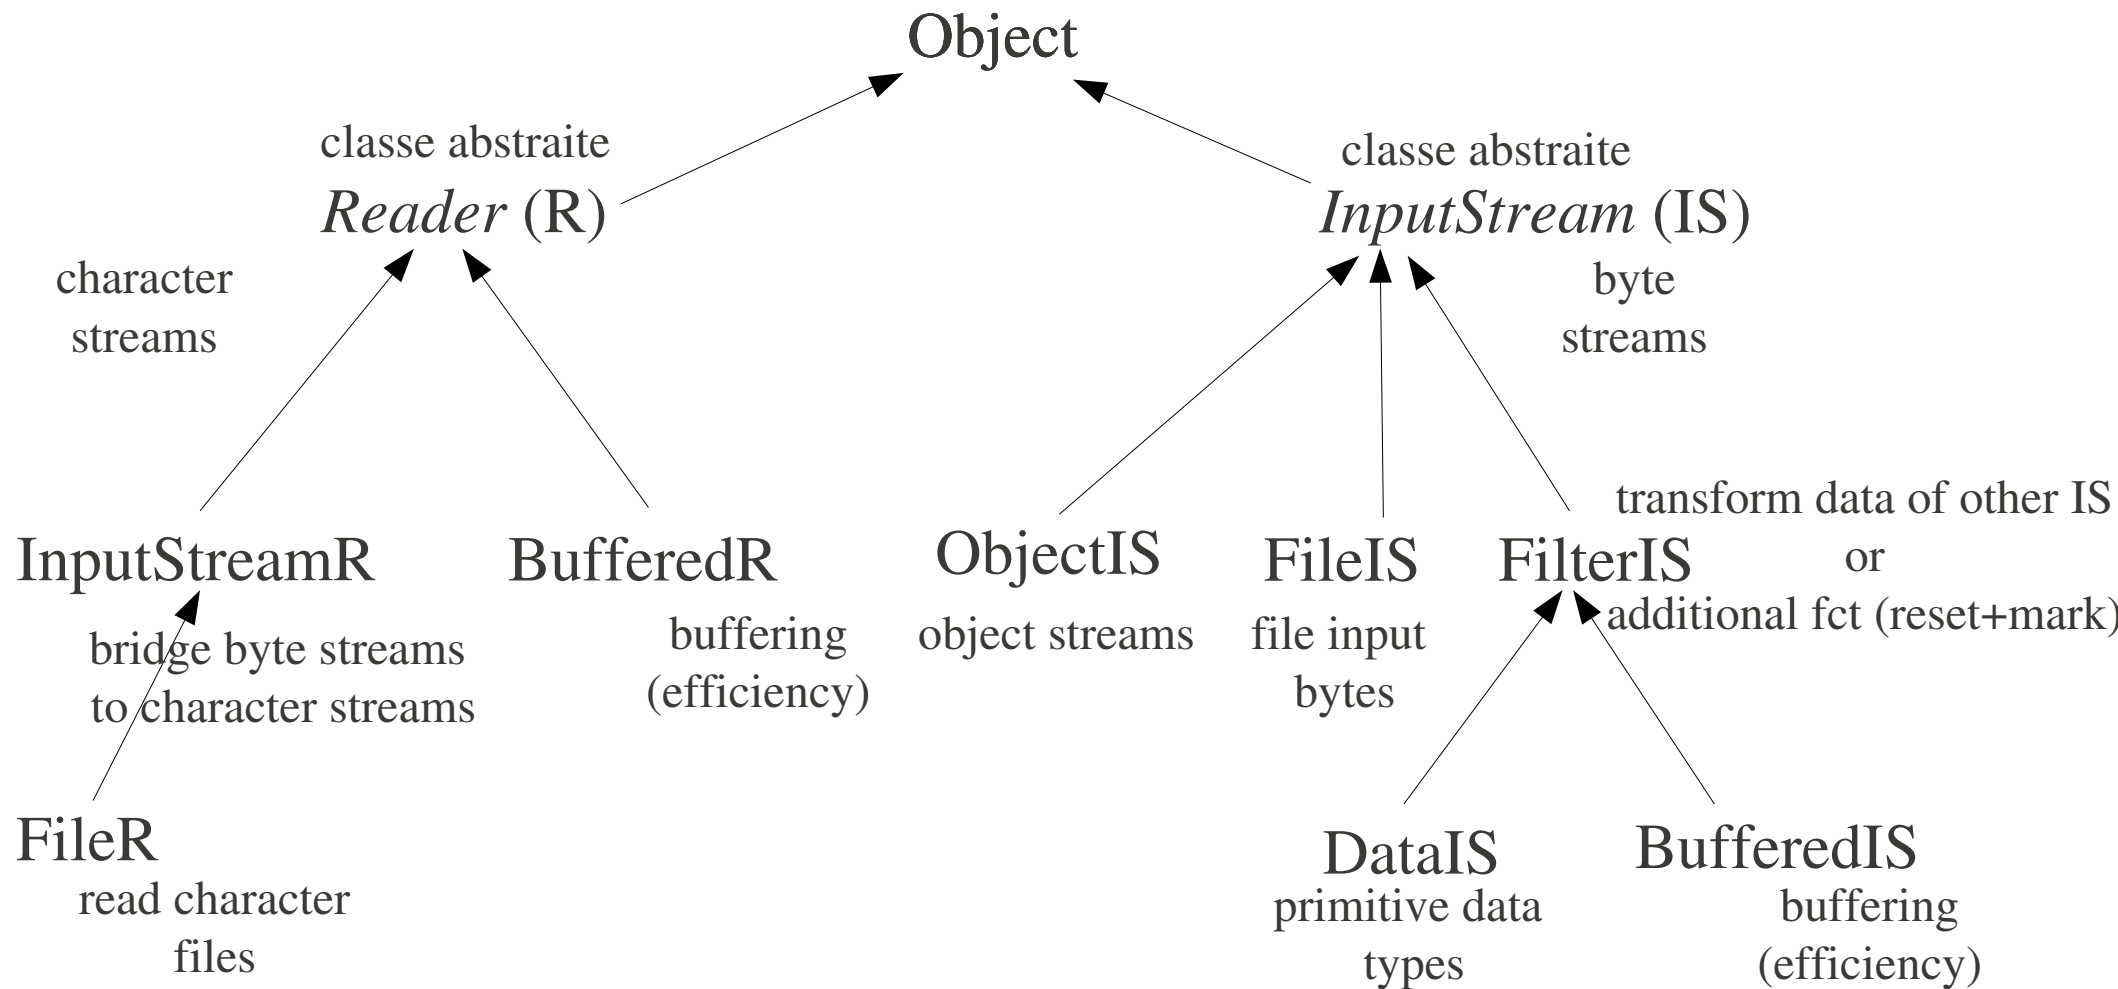 Object
classe abstraite
Reader (R)
classe abstraite
InputStream (IS)
character
streams
byte
streams
InputStreamR
bridge byte streams
to character streams
BufferedR
buffering
(efficiency)
ObjectIS
object streams
FileIS
file input
bytes
FilterIS
transform data of other IS
or
additional fct (reset+mark)
FileR
read character
files
DataIS
primitive data
types
BufferedIS
buffering
(efficiency)